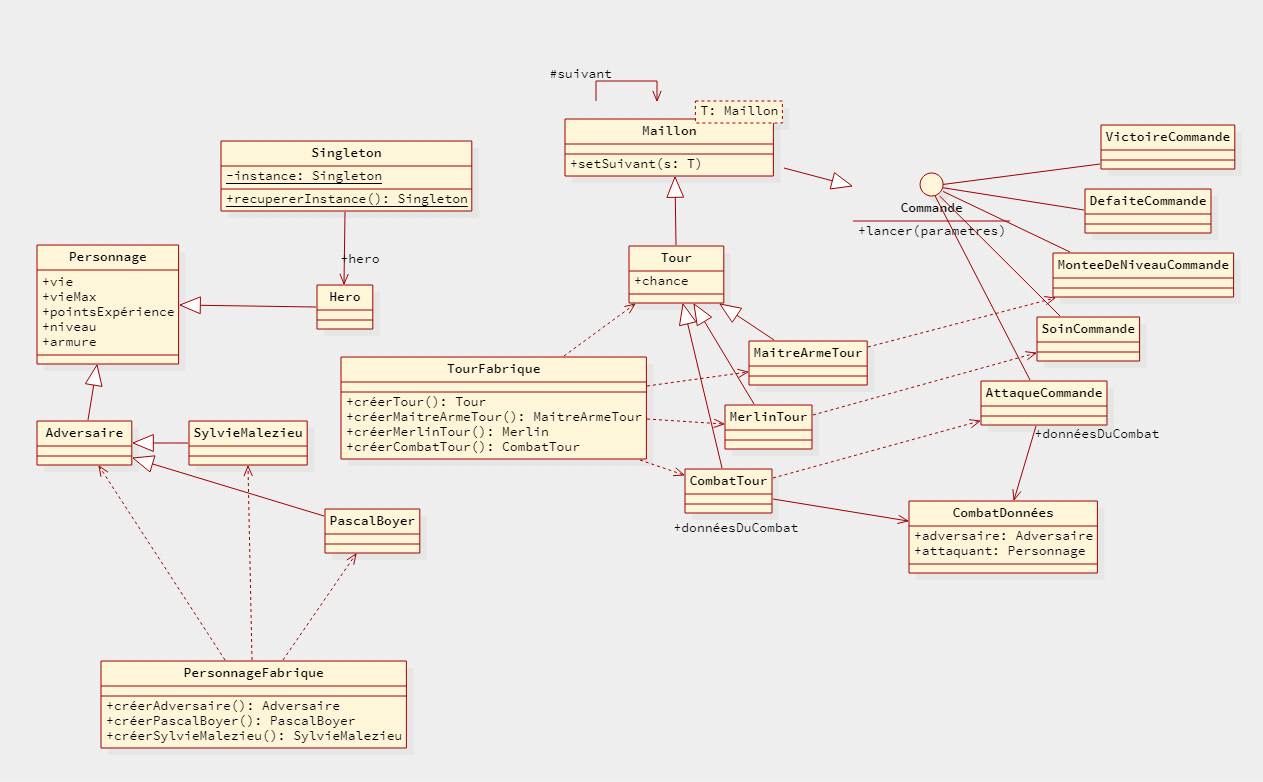 #suivant
T: Maillon
Maillon
+setSuivant(s: T)
VictoireCommande
Singleton
-instance: Singleton
+recupererInstance(): Singleton
DefaiteCommande
Commande
+lancer(parametres)
Personnage
+vie
+vieMax
+pointsExpérience
+niveau
+armure
+hero
Hero
Tour
+chance
MonteeDeNiveauCommande
SoinCommande
MaitreArmeTour
TourFabrique
+créerTour(): Tour
+créerMaitreArmeTour(): MaitreArmeTour
+créerMerlinTour(): Merlin
+créerCombatTour(): CombatTour
AttaqueCommande
+donnéesDuCombat
MerlinTour
Adversaire
SylvieMalezieu
CombatTour
+donnéesDuCombat
PascalBoyer
CombatDonnées
+adversaire: Adversaire
+attaquant: Personnage
PersonnageFabrique
+créerAdversaire(): Adversaire
+créerPascalBoyer(): PascalBoyer
+créerSylvieMalezieu(): SylvieMalezieu